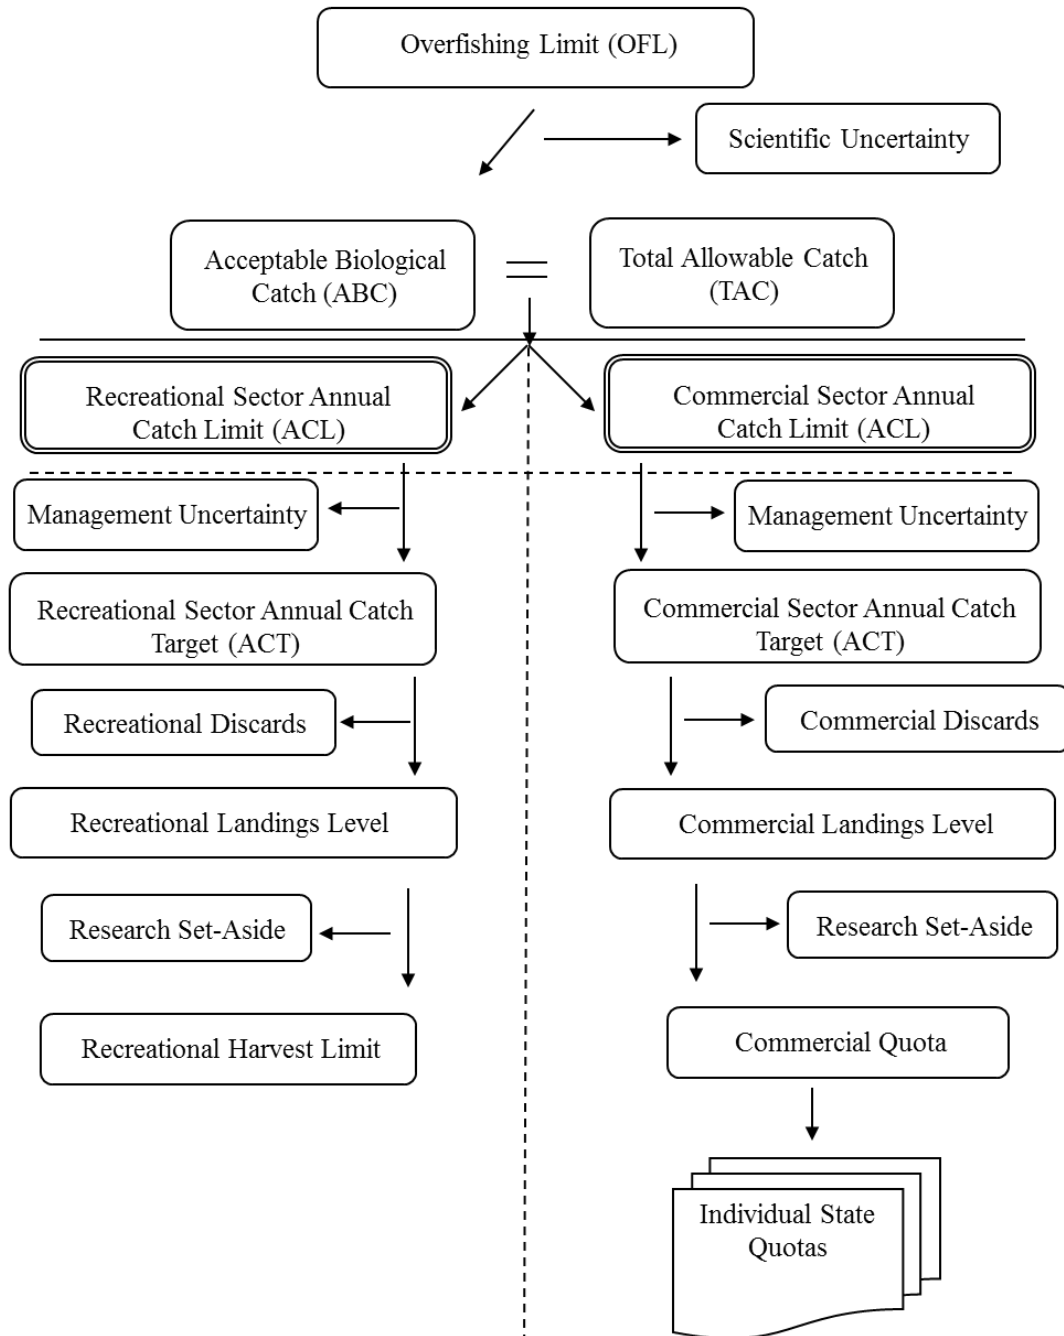 Overfishing Limit (OFL)
Scientific Uncertainty
Acceptable Biological
Catch (ABC)
Total Allowable Catch
(TAC)
Recreational Sector Annual
Catch Limit (ACL)
Commercial Sector Annual
Catch Limit (ACL)
Management Uncertainty
Management Uncertainty
Recreational Sector Annual Catch
Target (ACT)
Commercial Sector Annual Catch
Target (ACT)
Recreational Discards
Commercial Discards
Recreational Landings Level
Commercial Landings Level
Research Set-Aside
Research Set-Aside
Recreational Harvest Limit
Commercial Quota
Individual State
Quotas